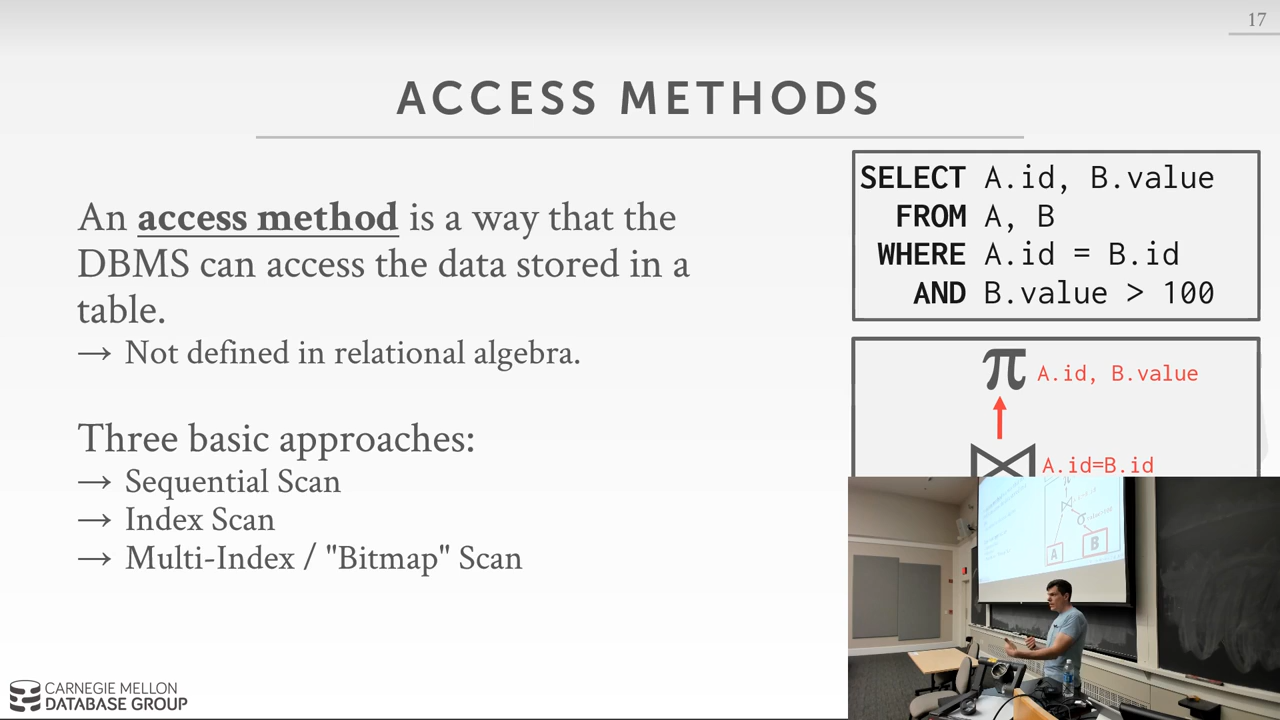 17
ACCESS METHODS
An access method is a way that the
DBMS can access the data stored in a
table.
→ Not defined in relational algebra.
Three basic approaches:
→ Sequential Scan
→ Index Scan
→ Multi-Index / "Bitmap" Scan
SELECT A.id, B.value
FROM A, B
WHERE A.id = B.id
AND B.value > 100
π A.id, B.value
⋈ A.id=B.id
A
B
CARNEGIE MELLON
DATABASE GROUP